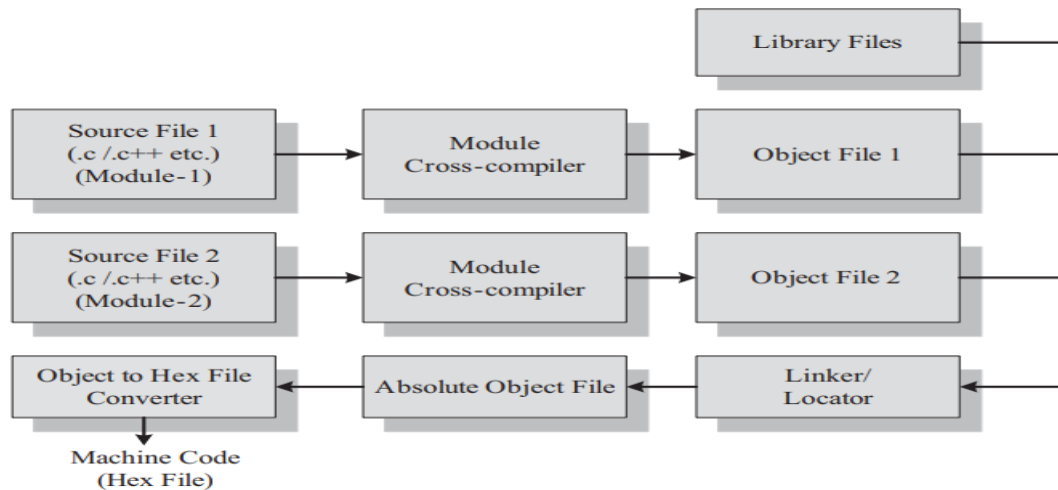 Library Files
Source File 1
(.c /.c++ etc.)
(Module-1)
Module
Cross-compiler
Object File 1
Source File 2
(.c /.c++ etc.)
(Module-2)
Module
Cross-compiler
Object File 2
Object to Hex File
Converter
Absolute Object File
Linker/
Locator
Machine Code
(Hex File)